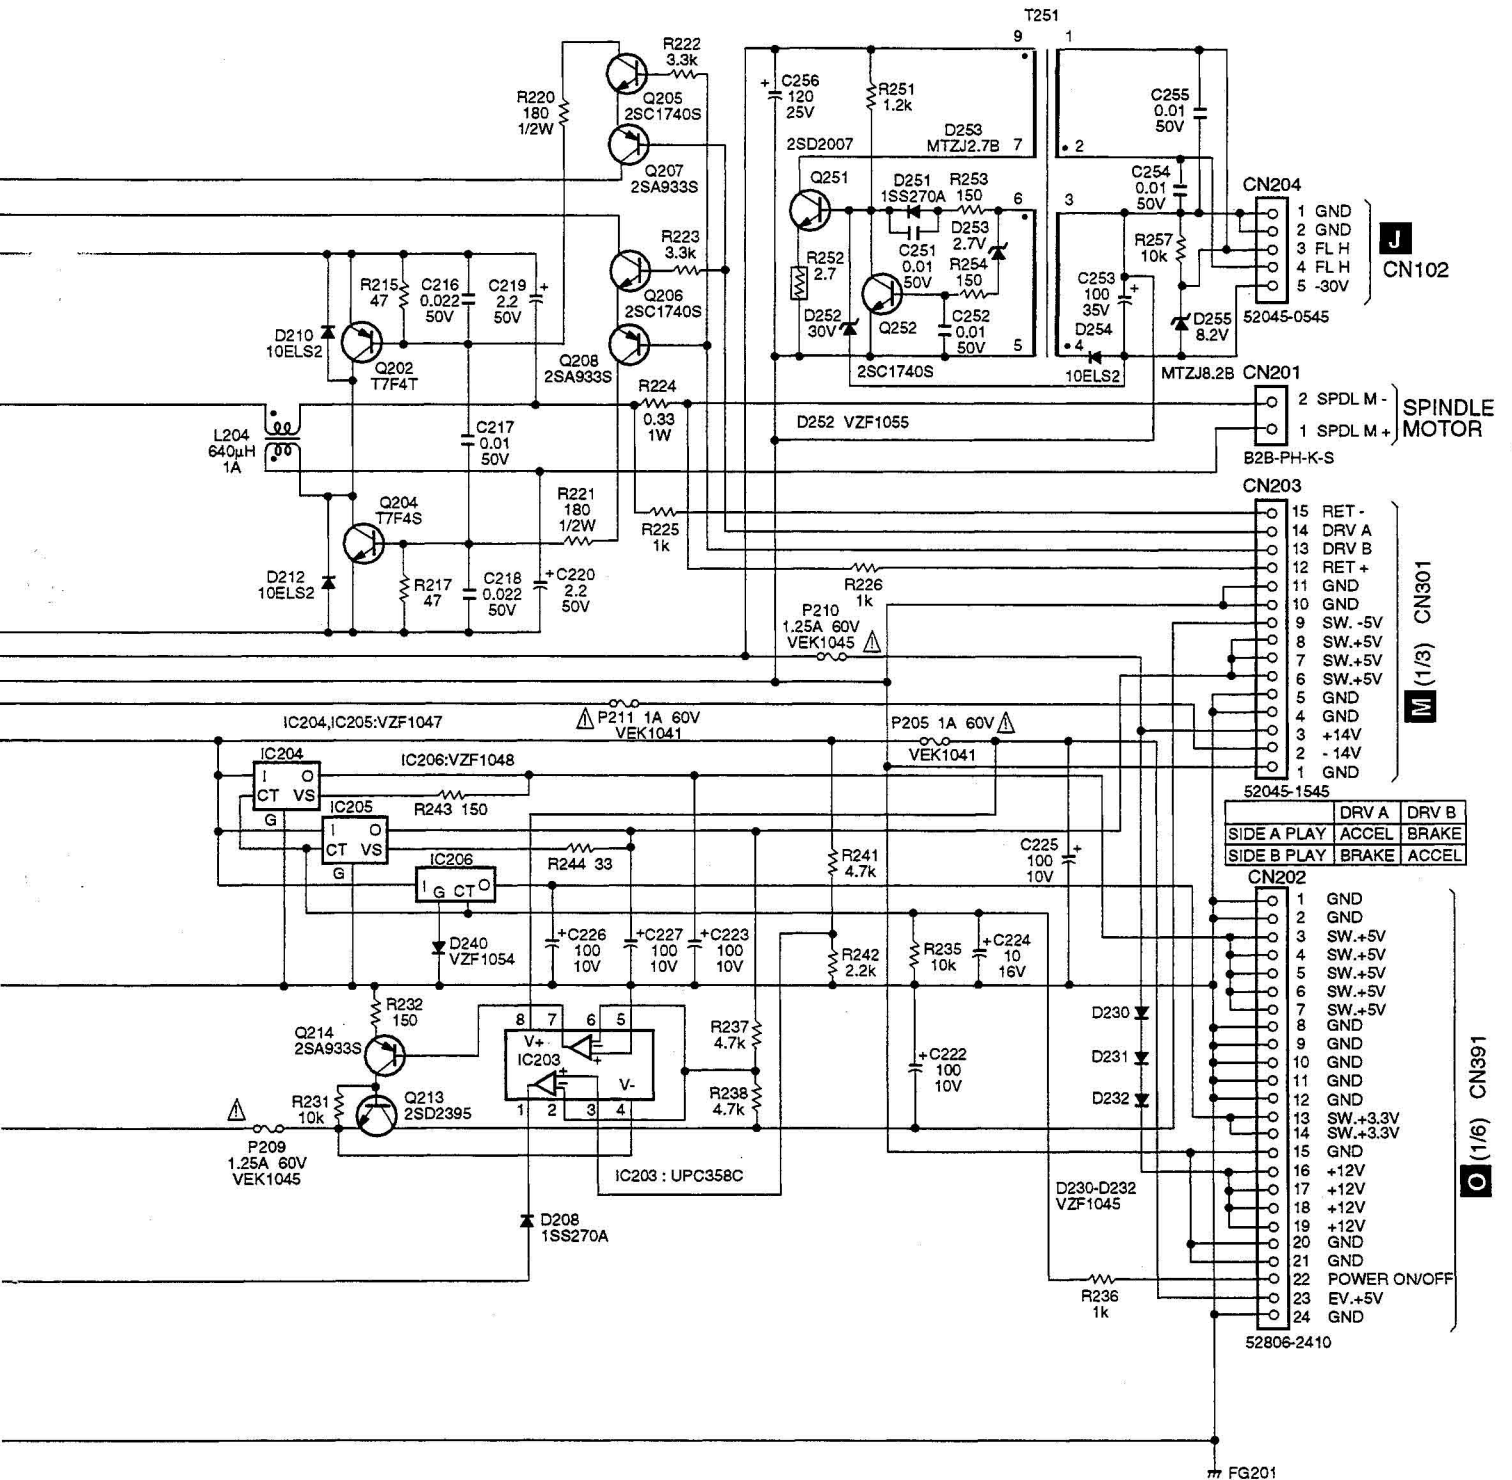 T251
9
1
R222
3.3k
R220
180
1/2W
Q205
2SC1740S
C256
+
120
25V
R251
1.2k
C255
0.01
50V
Q207
2SA933S
2SD2007
D253
MTZJ2.7B
7
2
Q251
D251
1SS270A
R253
150
6
3
C254
0.01
50V
CN204
1 GND
2 GND
3 FL H
4 FL H
5 -30V
52045-0545
J
CN102
R223
3.3k
R252
2.7
C251
0.01
50V
D253
2.7V
R254
150
R257
10k
C253
100
35V
+
Q206
2SC1740S
R215
47
C216
0.022
50V
C219
2.2
50V
+
D210
10ELS2
Q202
T7F4T
Q208
2SA933S
D252
30V
Q252
C252
0.01
50V
5
4
D254
10ELS2
D255
8.2V
2SC1740S
MTZJ8.2B
CN201
R224
0.33
1W
D252 VZF1055
2 SPDL M -
1 SPDL M +
SPINDLE
MOTOR
B2B-PH-K-S
L204
640μH
1A
C217
0.01
50V
Q204
T7F4S
R221
180
1/2W
R225
1k
CN203
15 RET -
14 DRV A
13 DRV B
12 RET +
11 GND
10 GND
9 SW. -5V
8 SW.+5V
7 SW.+5V
6 SW.+5V
5 GND
4 GND
3 +14V
2 - 14V
1 GND
52045-1545
M (1/3) CN301
D212
10ELS2
R217
47
C218
0.022
50V
+
C220
2.2
50V
R226
1k
P210
1.25A 60V
VEK1045
IC204,IC205:VZF1047
P211 1A 60V
VEK1041
P205 1A 60V
VEK1041
IC204
I O
CT VS
G
IC206:VZF1048
R243 150
IC205
I O
CT VS
G
R244 33
IC206
I G CT O
R241
4.7k
C225
100
10V
+
DRV A DRV B
SIDE A PLAY ACCEL BRAKE
SIDE B PLAY BRAKE ACCEL
D240
VZF1054
+C226
100
10V
+C227
100
10V
+C223
100
10V
R242
2.2k
R235
10k
+C224
10
16V
CN202
1 GND
2 GND
3 SW.+5V
4 SW.+5V
5 SW.+5V
6 SW.+5V
7 SW.+5V
8 GND
9 GND
10 GND
11 GND
12 GND
13 SW.+3.3V
14 SW.+3.3V
15 GND
16 +12V
17 +12V
18 +12V
19 +12V
20 GND
21 GND
22 POWER ON/OFF
23 EV.+5V
24 GND
52806-2410
O (1/6) CN391
R232
150
Q214
2SA933S
8 7 6 5
V+
IC203
V-
1 2 3 4
+
+
R237
4.7k
R238
4.7k
+C222
100
10V
D230
D231
D232
R231
10k
Q213
2SD2395
P209
1.25A 60V
VEK1045
IC203 : UPC358C
D230-D232
VZF1045
D208
1SS270A
R236
1k
FG201